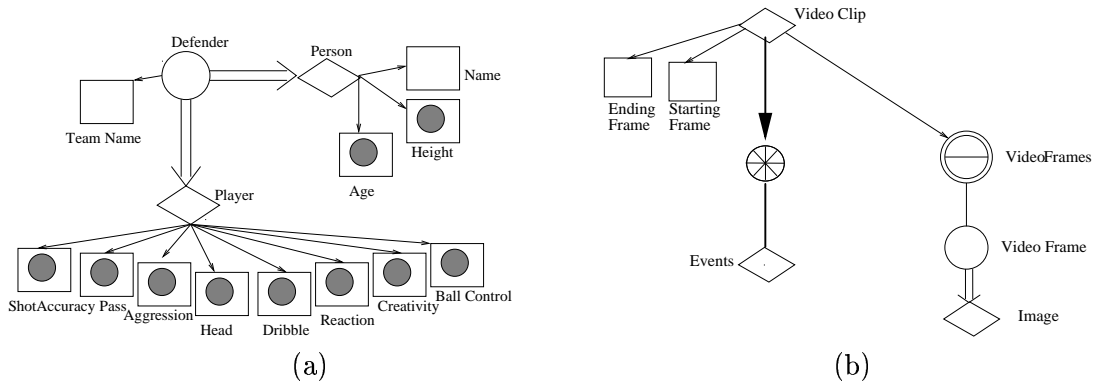 Defender
Person
Name
Team Name
Height
Age
Player
ShotAccuracy Pass
Aggression
Head
Dribble
Reaction
Creativity
Ball Control
(a)
Video Clip
Ending
Frame
Starting
Frame
VideoFrames
Video Frame
Events
Image
(b)